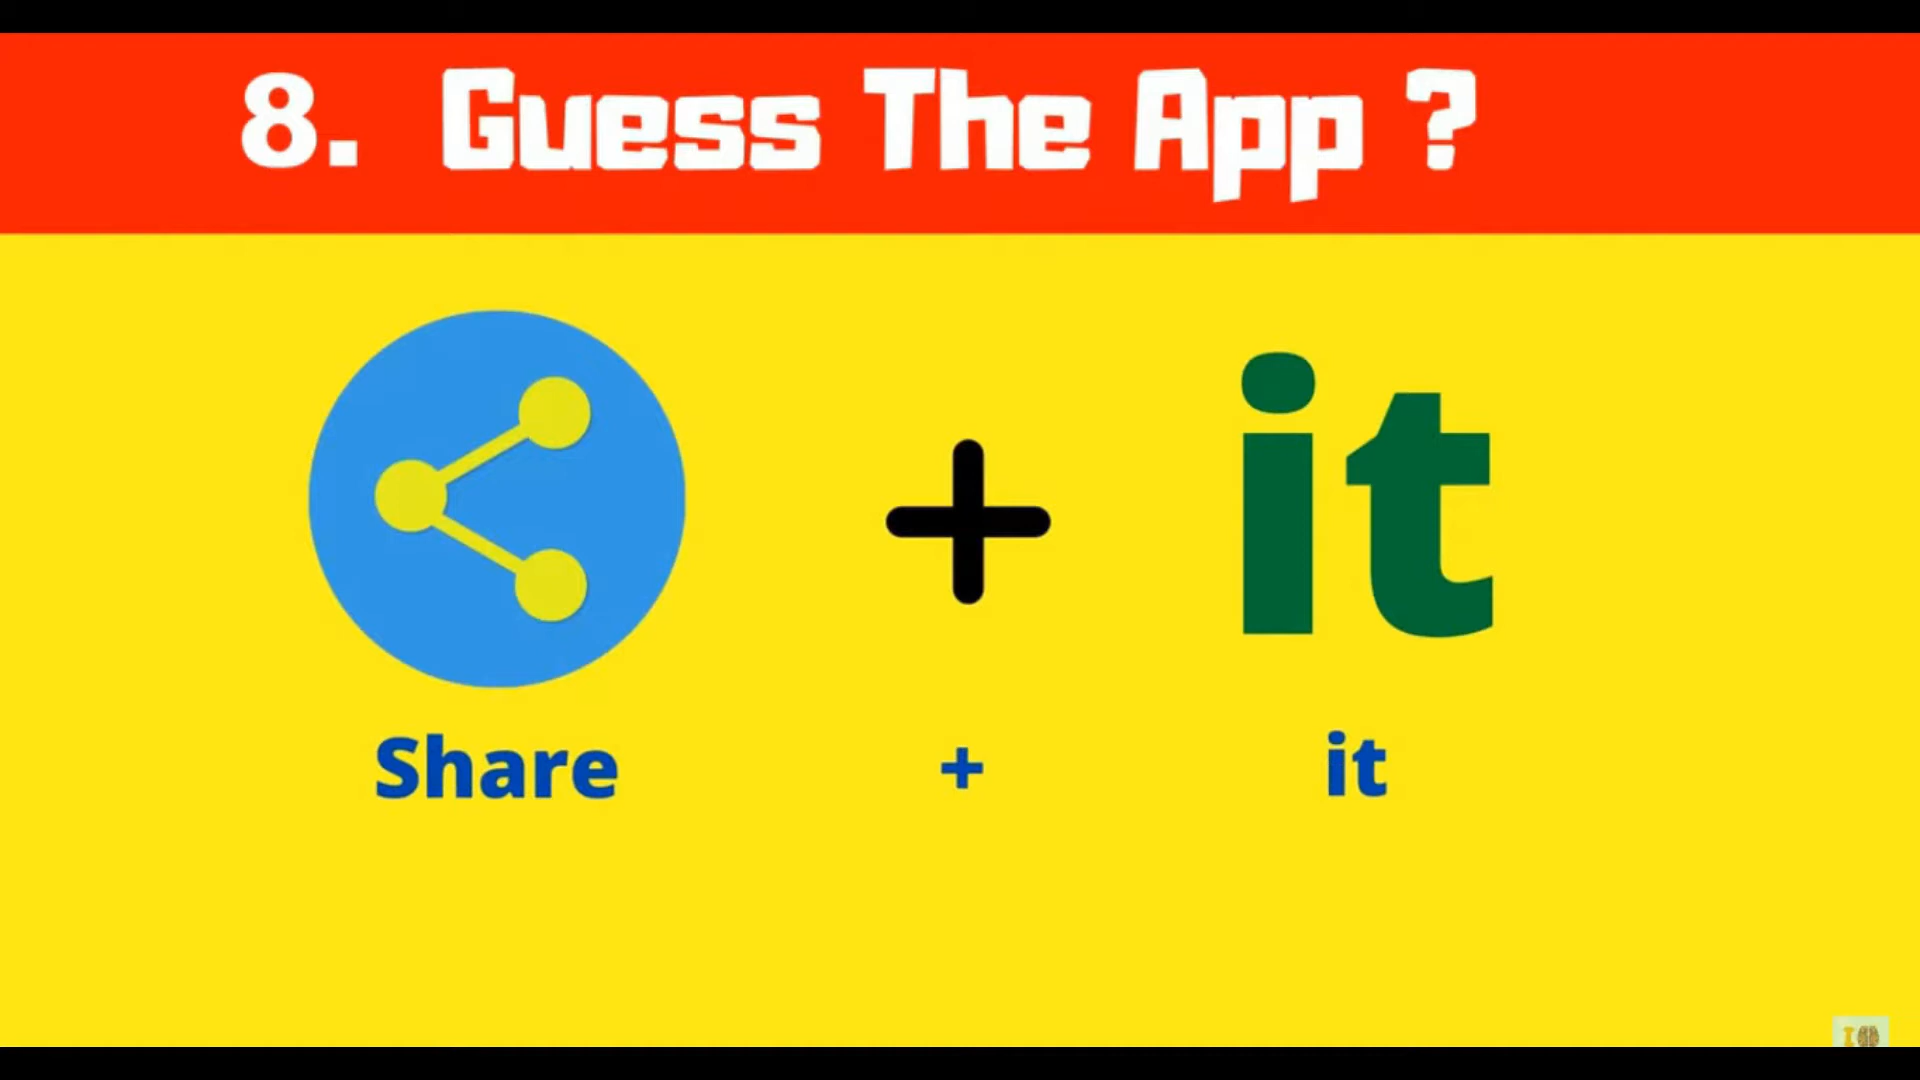 8. Guess The App ?
it
Share + it